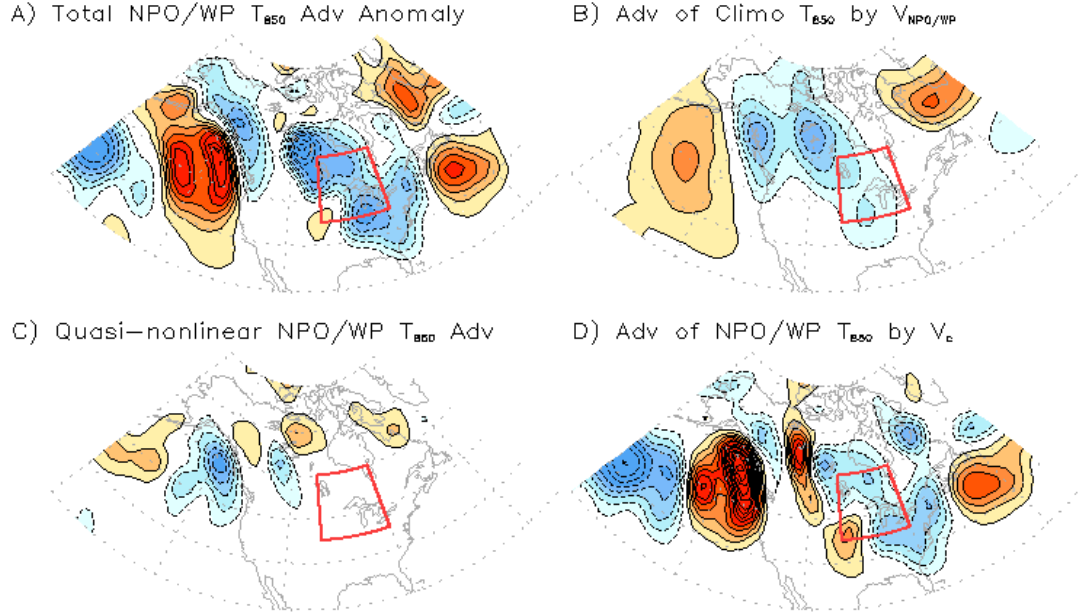 A) Total NPO/WP T850 Adv Anomaly
B) Adv of Climo T850 by VNPO/WP
C) Quasi-nonlinear NPO/WP T850 Adv
D) Adv of NPO/WP T850 by Vc